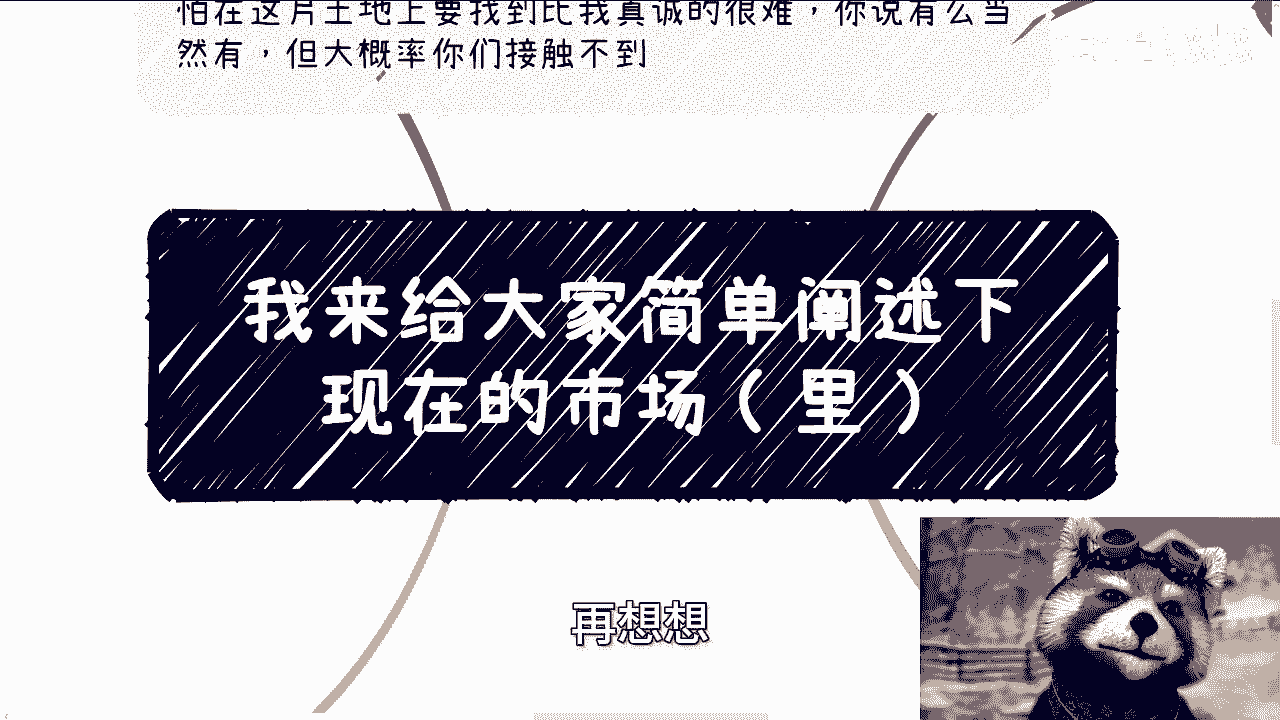 怕在这片土地上要找到比我真诚的很难，你说有么当
然有，但大概率你们接触不到
我来给大家简单阐述下
现在的市场（里）
再想想